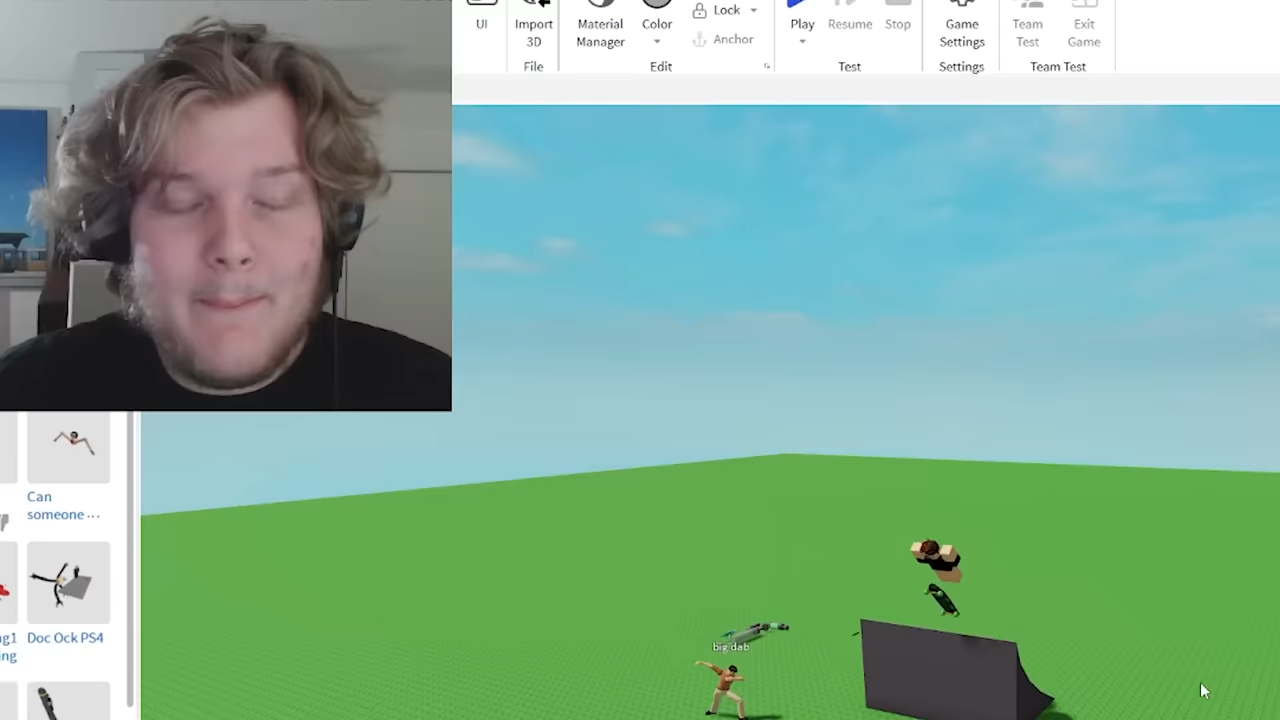 UI
Import
3D
File
Material
Manager
Color
Lock
Anchor
Edit
Play
Resume
Stop
Test
Game
Settings
Settings
Team
Test
Exit
Game
Team Test
Can
someone ...
Doc Ock PS4
big dab